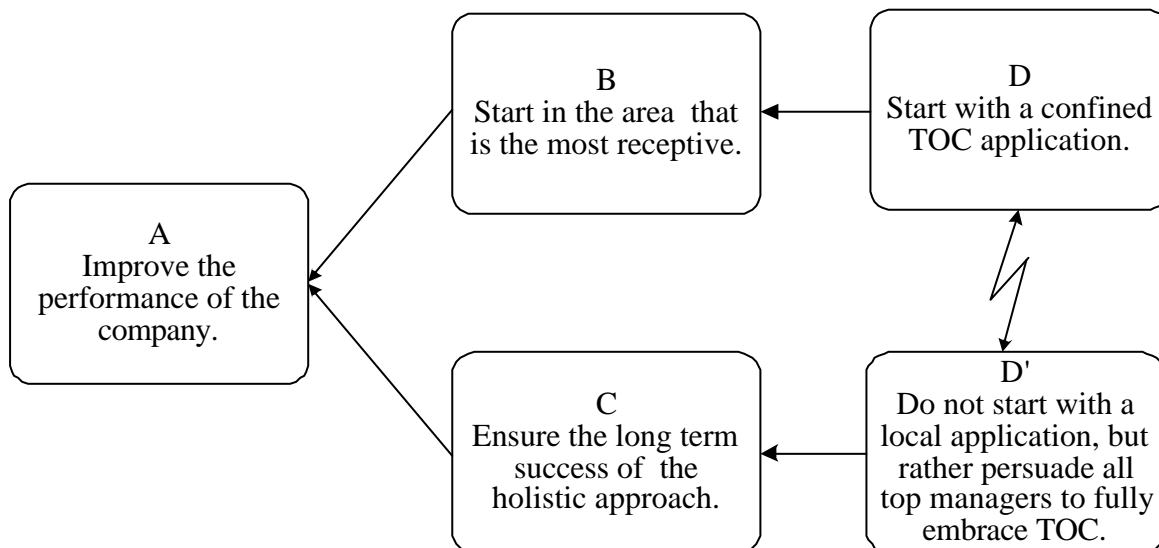 A
Improve the
performance of the
company.
B
Start in the area that
is the most receptive.
D
Start with a confined
TOC application.
C
Ensure the long term
success of the
holistic approach.
D'
Do not start with a
local application, but
rather persuade all
top managers to fully
embrace TOC.